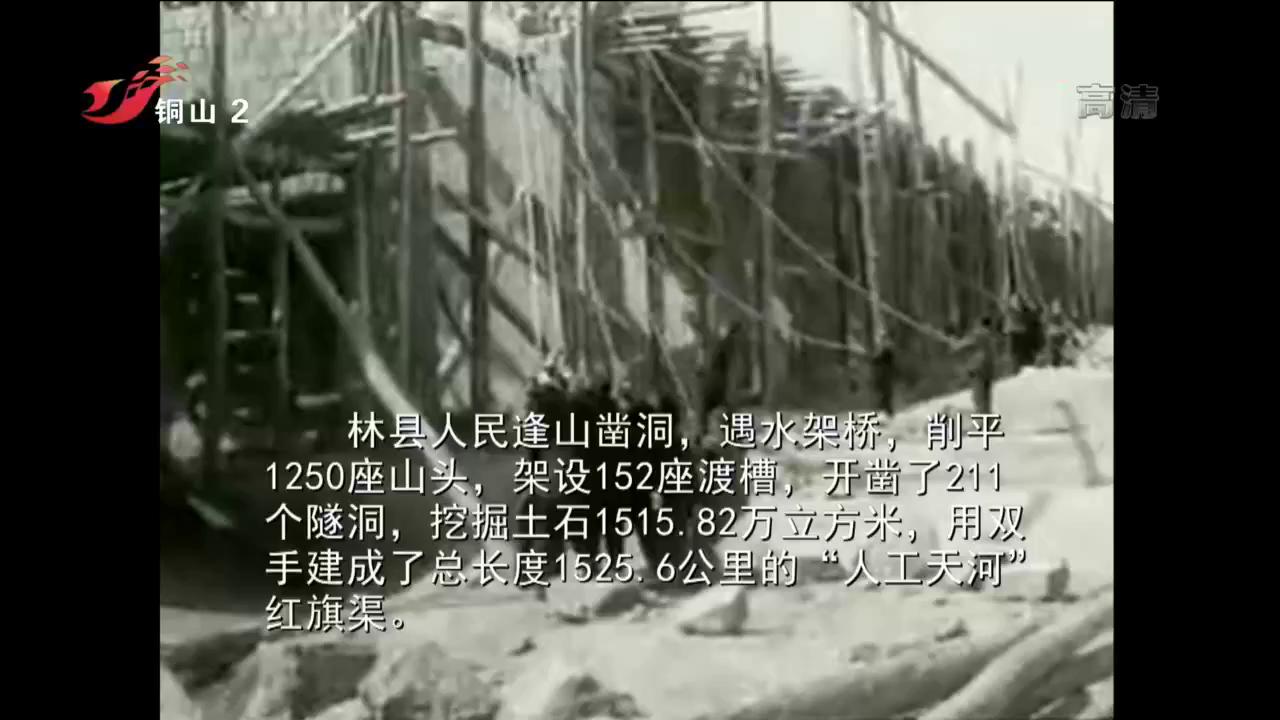 铜山 2
高清
林县人民逢山凿洞，遇水架桥，削平
1250座山头，架设152座渡槽，开凿了211
个隧洞，挖掘土石1515.82万立方米，用双
手建成了总长度1525.6公里的“人工天河”
红旗渠。